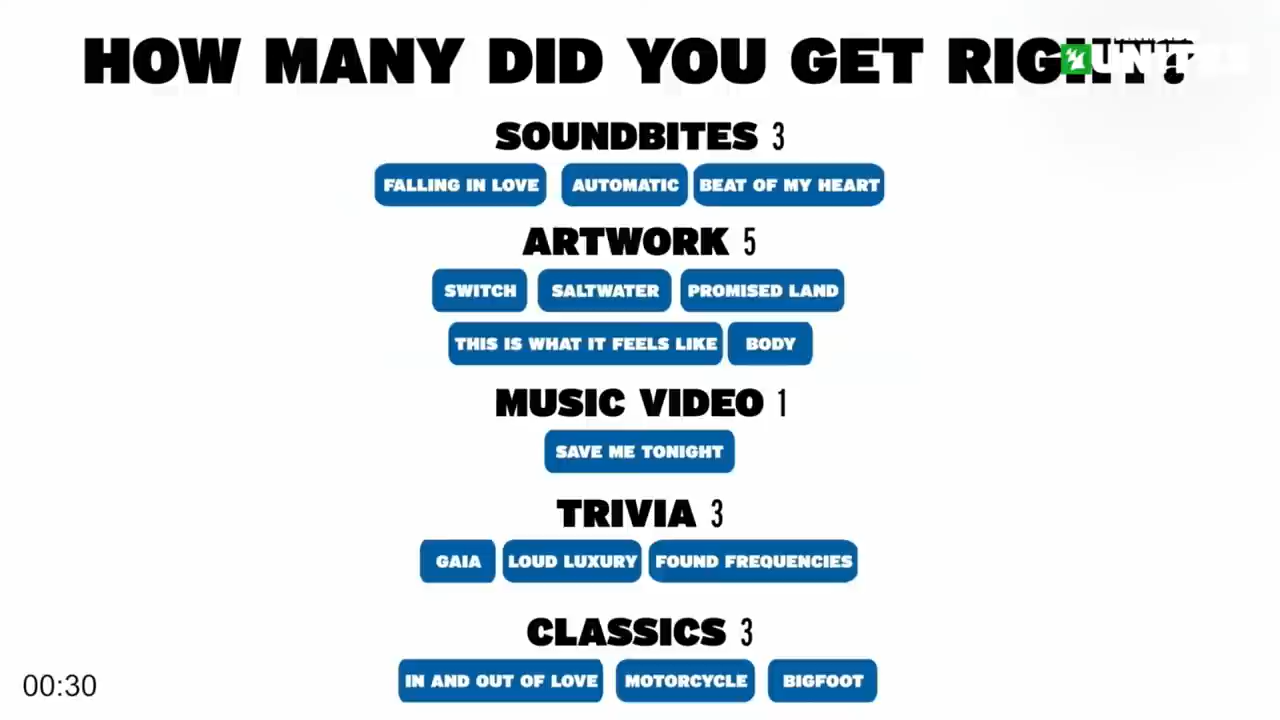 HOW MANY DID YOU GET RIGHT?
SOUNDBITES 3
FALLING IN LOVE AUTOMATIC BEAT OF MY HEART
ARTWORK 5
SWITCH SALTWATER PROMISED LAND
THIS IS WHAT IT FEELS LIKE BODY
MUSIC VIDEO 1
SAVE ME TONIGHT
TRIVIA 3
GAIA LOUD LUXURY FOUND FREQUENCIES
CLASSICS 3
IN AND OUT OF LOVE MOTORCYCLE BIGFOOT
00:30